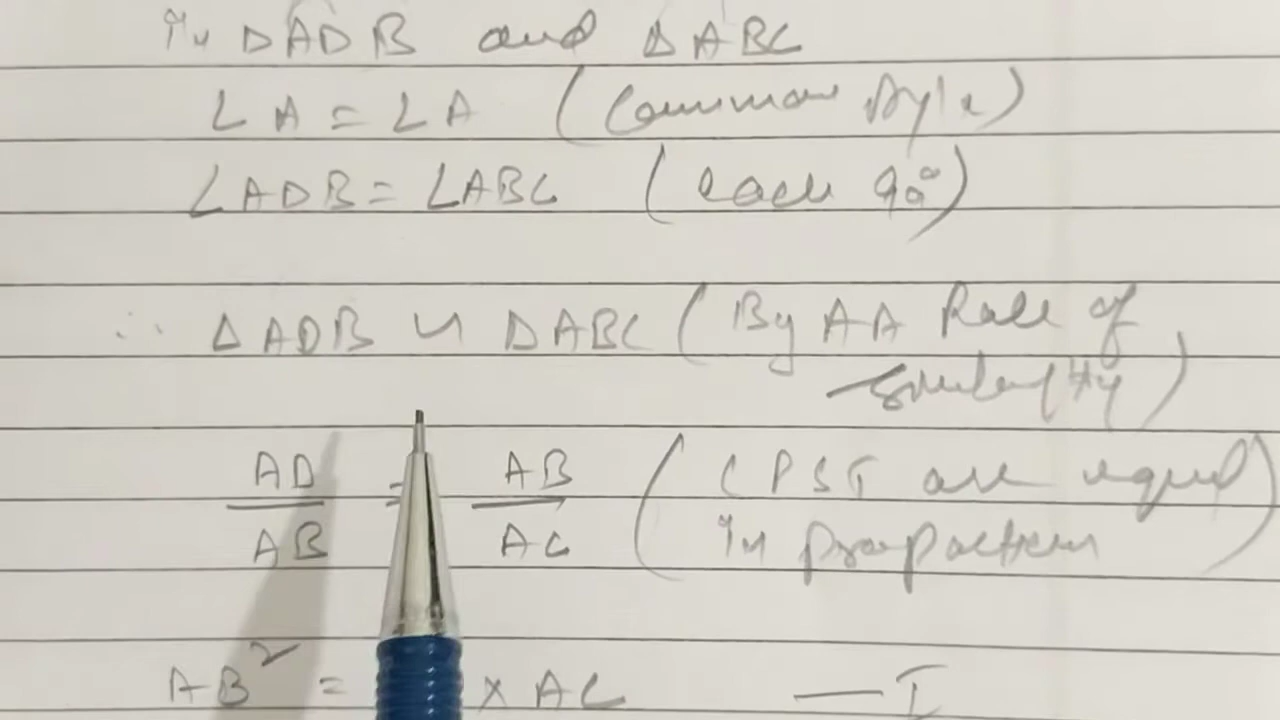 In ΔADB and ΔABC
∠A = ∠A (Common Angle)
∠ADB = ∠ABC (each 90°)
∴ ΔADB ∼ ΔABC (By AA Rule of
Similarity)
AD/AB = AB/AC (CPST are equal
in proportion
AB² = × AC — I